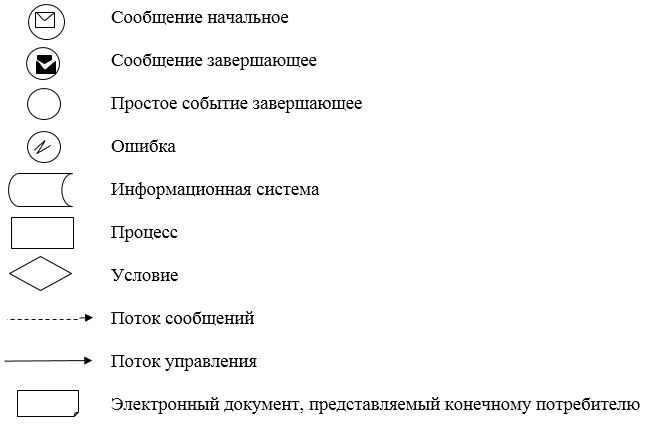 Сообщение начальное
Сообщение завершающее
Простое событие завершающее
Ошибка
Информационная система
Процесс
Условие
Поток сообщений
Поток управления
Электронный документ, представляемый конечному потребителю